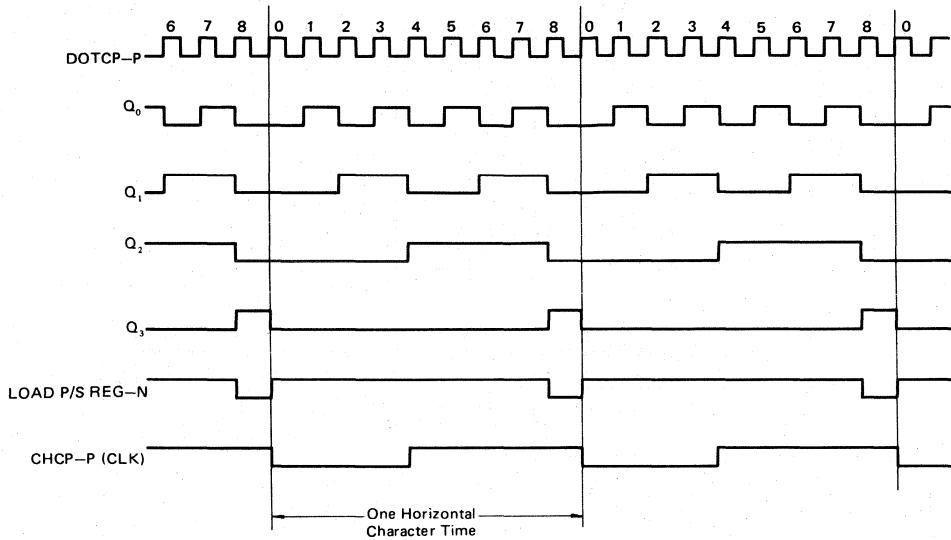 6 7 8 0 1 2 3 4 5 6 7 8 0 1 2 3 4 5 6 7 8 0
DOTCP—P
Q₀
Q₁
Q₂
Q₃
LOAD P/S REG—N
CHCP—P (CLK)
One Horizontal
Character Time